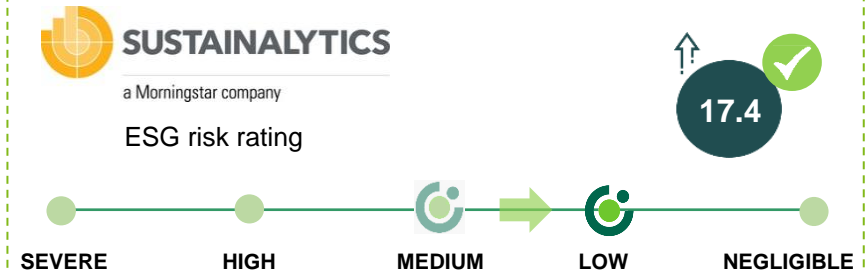 SUSTAINALYTICS
a Morningstar company
17.4
ESG risk rating
SEVERE HIGH MEDIUM LOW NEGLIGIBLE